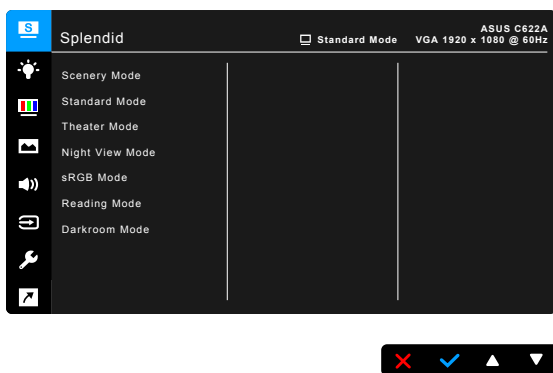 S
Splendid
Standard Mode
ASUS C622A
VGA 1920 x 1080 @ 60Hz
Scenery Mode
Standard Mode
Theater Mode
Night View Mode
sRGB Mode
Reading Mode
Darkroom Mode